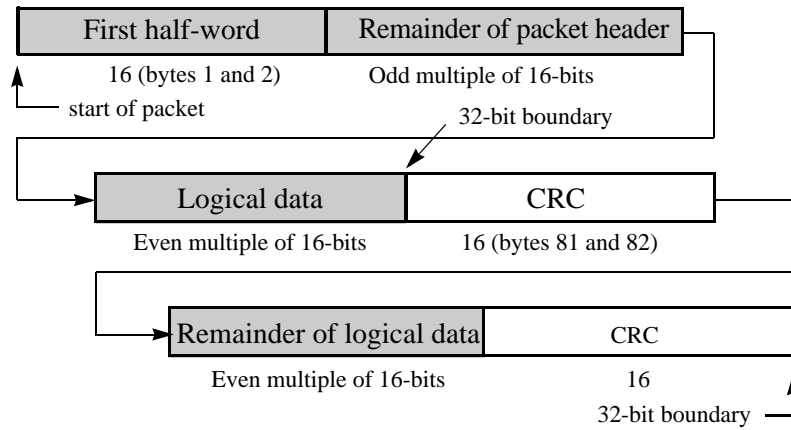 First half-word Remainder of packet header
16 (bytes 1 and 2) Odd multiple of 16-bits
start of packet
32-bit boundary
Logical data CRC
Even multiple of 16-bits 16 (bytes 81 and 82)
Remainder of logical data CRC
Even multiple of 16-bits 16
32-bit boundary